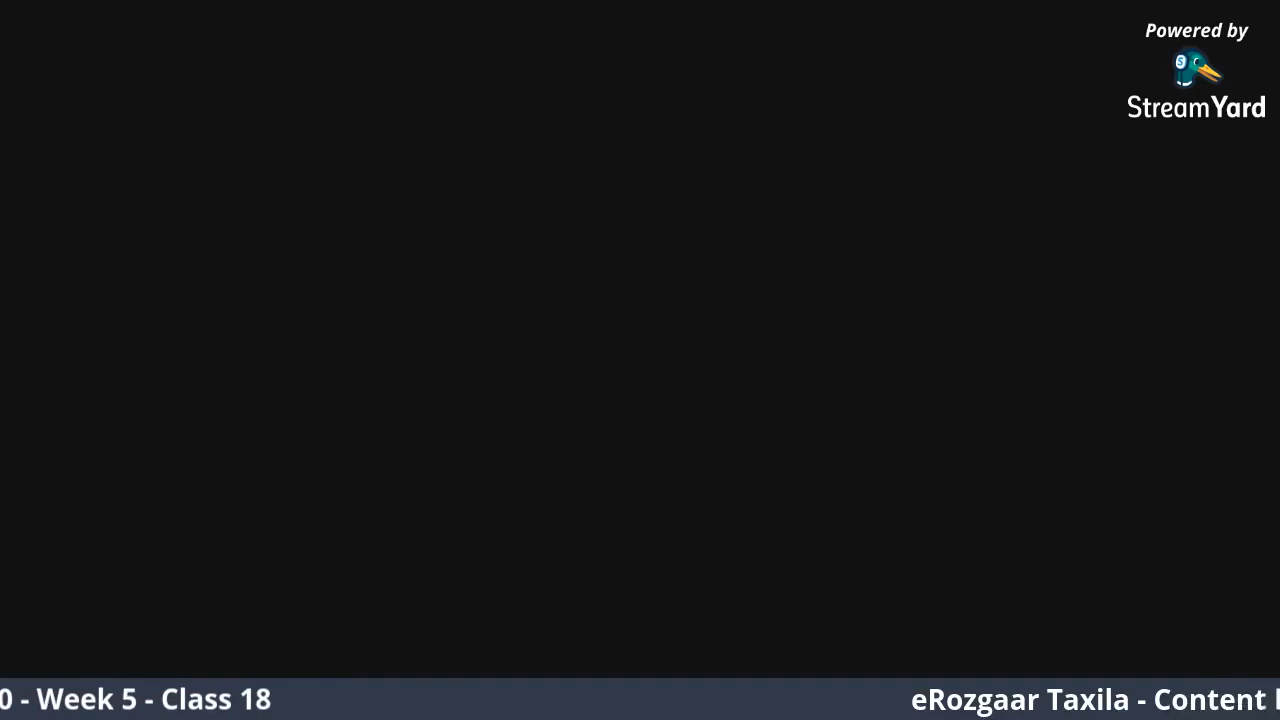 Powered by
StreamYard
0 - Week 5 - Class 18
eRozgaar Taxila - Content